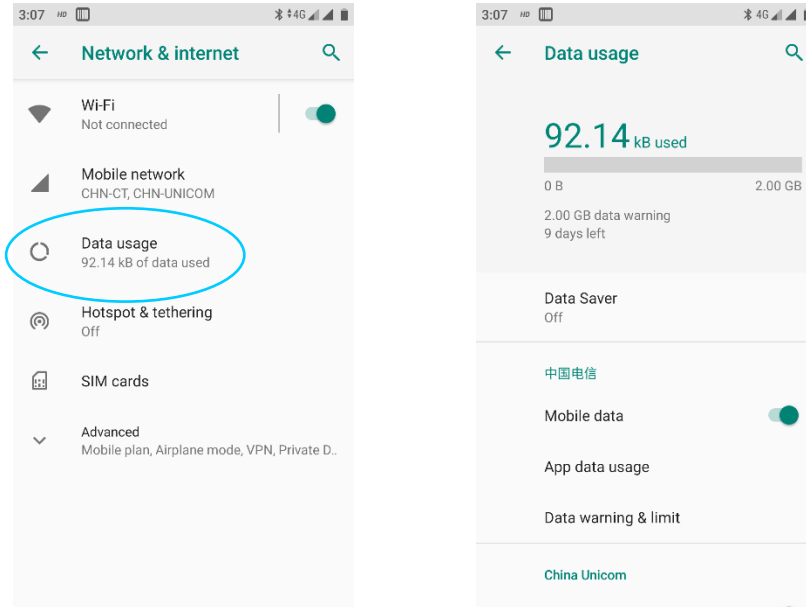 3:07 HD 4G
Network & internet
Wi-Fi
Not connected
Mobile network
CHN-CT, CHN-UNICOM
Data usage
92.14 kB of data used
Hotspot & tethering
Off
SIM cards
Advanced
Mobile plan, Airplane mode, VPN, Private D..
3:07 HD 4G
Data usage
92.14 kB used
0 B 2.00 GB
2.00 GB data warning
9 days left
Data Saver
Off
中国电信
Mobile data
App data usage
Data warning & limit
China Unicom